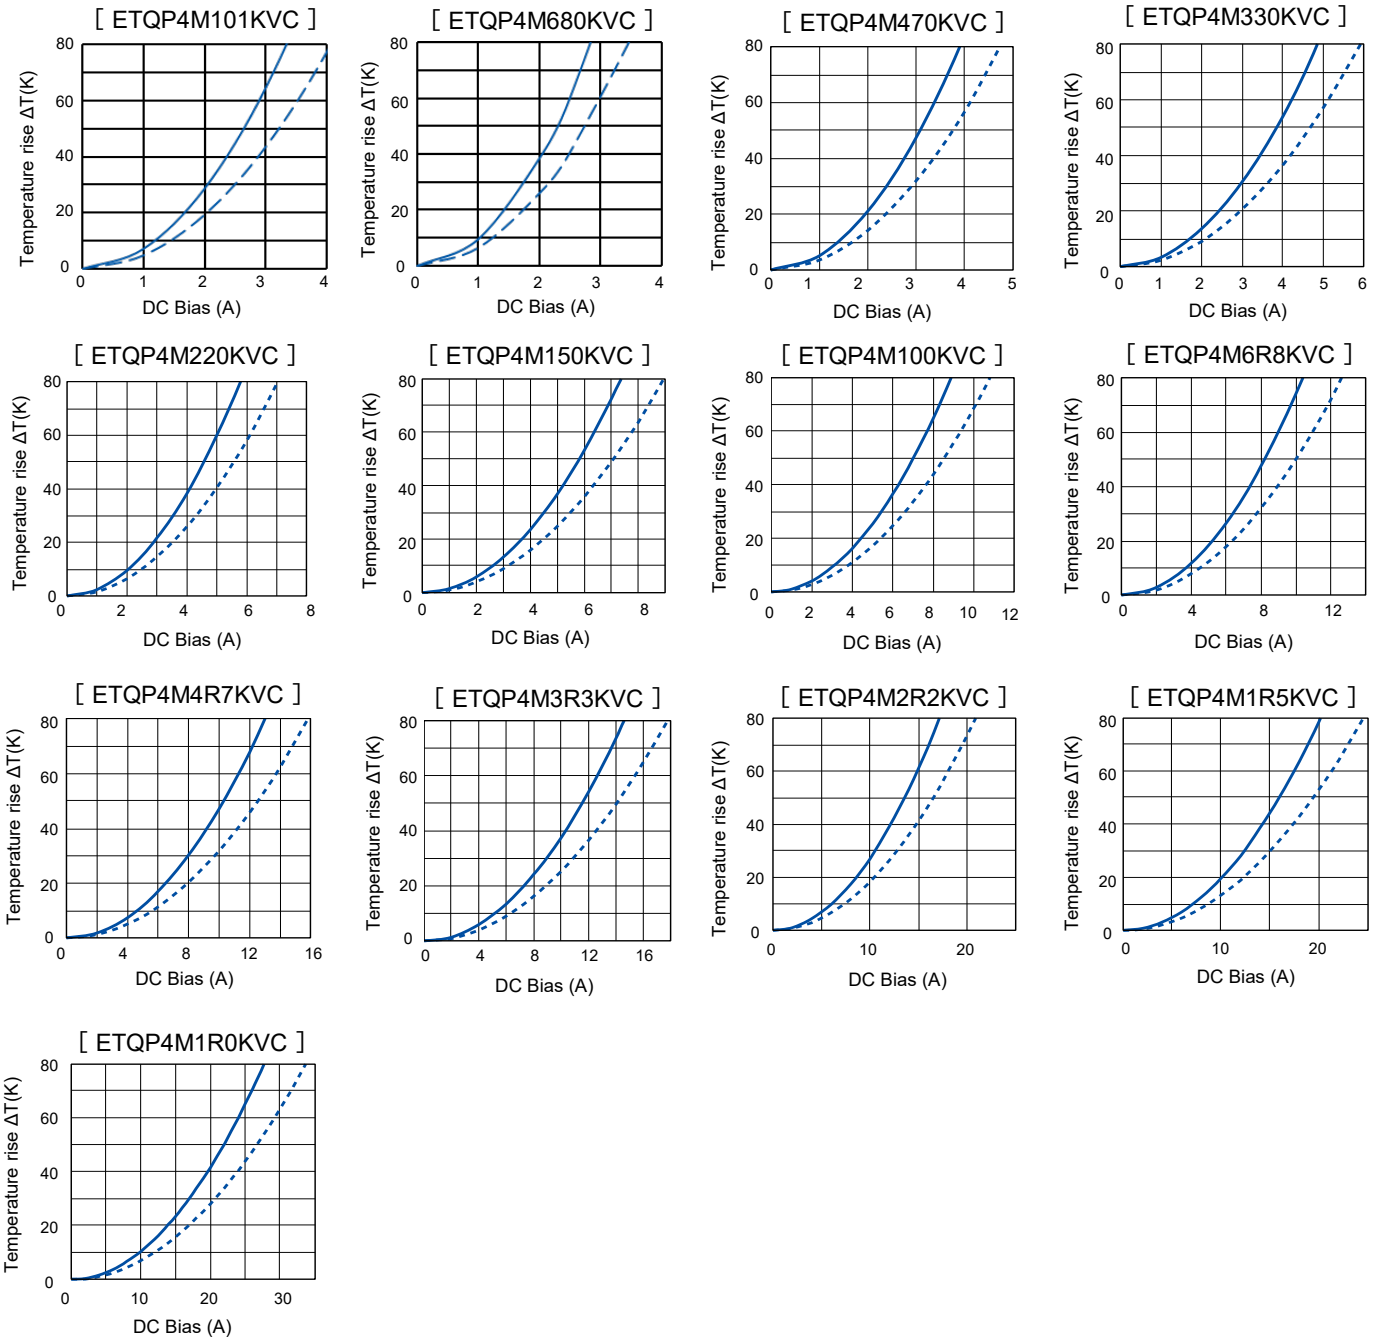 [ ETQP4M101KVC ]
Temperature rise ΔT(K)
80
60
40
20
0
0 1 2 3 4
DC Bias (A)
[ ETQP4M680KVC ]
Temperature rise ΔT(K)
80
60
40
20
0
0 1 2 3 4
DC Bias (A)
[ ETQP4M470KVC ]
Temperature rise ΔT(K)
80
60
40
20
0
0 1 2 3 4 5
DC Bias (A)
[ ETQP4M330KVC ]
Temperature rise ΔT(K)
80
60
40
20
0
0 1 2 3 4 5 6
DC Bias (A)
[ ETQP4M220KVC ]
Temperature rise ΔT(K)
80
60
40
20
0
0 2 4 6 8
DC Bias (A)
[ ETQP4M150KVC ]
Temperature rise ΔT(K)
80
60
40
20
0
0 2 4 6 8
DC Bias (A)
[ ETQP4M100KVC ]
Temperature rise ΔT(K)
80
60
40
20
0
0 2 4 6 8 10 12
DC Bias (A)
[ ETQP4M6R8KVC ]
Temperature rise ΔT(K)
80
60
40
20
0
0 4 8 12
DC Bias (A)
[ ETQP4M4R7KVC ]
Temperature rise ΔT(K)
80
60
40
20
0
0 4 8 12 16
DC Bias (A)
[ ETQP4M3R3KVC ]
Temperature rise ΔT(K)
80
60
40
20
0
0 4 8 12 16
DC Bias (A)
[ ETQP4M2R2KVC ]
Temperature rise ΔT(K)
80
60
40
20
0
0 10 20
DC Bias (A)
[ ETQP4M1R5KVC ]
Temperature rise ΔT(K)
80
60
40
20
0
0 10 20
DC Bias (A)
[ ETQP4M1R0KVC ]
Temperature rise ΔT(K)
80
60
40
20
0
0 10 20 30
DC Bias (A)